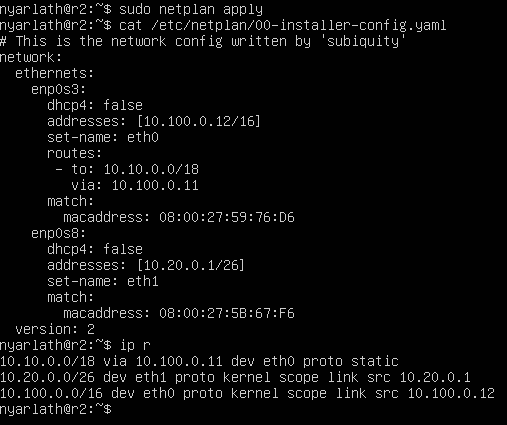 nyarlath@r2:~$ sudo netplan apply
nyarlath@r2:~$ cat /etc/netplan/00-installer-config.yaml
# This is the network config written by 'subiquity'
network:
  ethernets:
    enp0s3:
      dhcp4: false
      addresses: [10.100.0.12/16]
      set-name: eth0
      routes:
       - to: 10.10.0.0/18
         via: 10.100.0.11
      match:
        macaddress: 08:00:27:59:76:D6
    enp0s8:
      dhcp4: false
      addresses: [10.20.0.1/26]
      set-name: eth1
      match:
        macaddress: 08:00:27:5B:67:F6
  version: 2
nyarlath@r2:~$ ip r
10.10.0.0/18 via 10.100.0.11 dev eth0 proto static
10.20.0.0/26 dev eth1 proto kernel scope link src 10.20.0.1
10.100.0.0/16 dev eth0 proto kernel scope link src 10.100.0.12
nyarlath@r2:~$